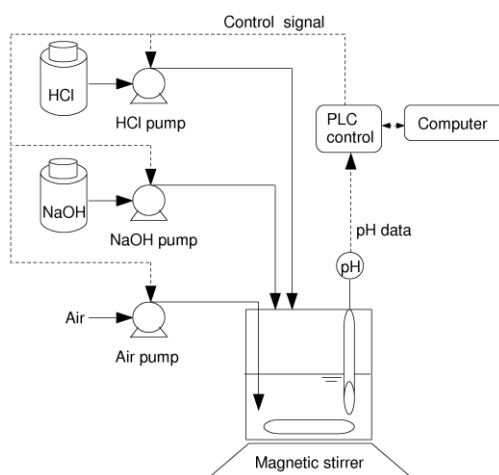 Control signal
HCl
HCl pump
PLC
control
Computer
NaOH
NaOH pump
pH data
pH
Air
Air pump
Magnetic stirrer